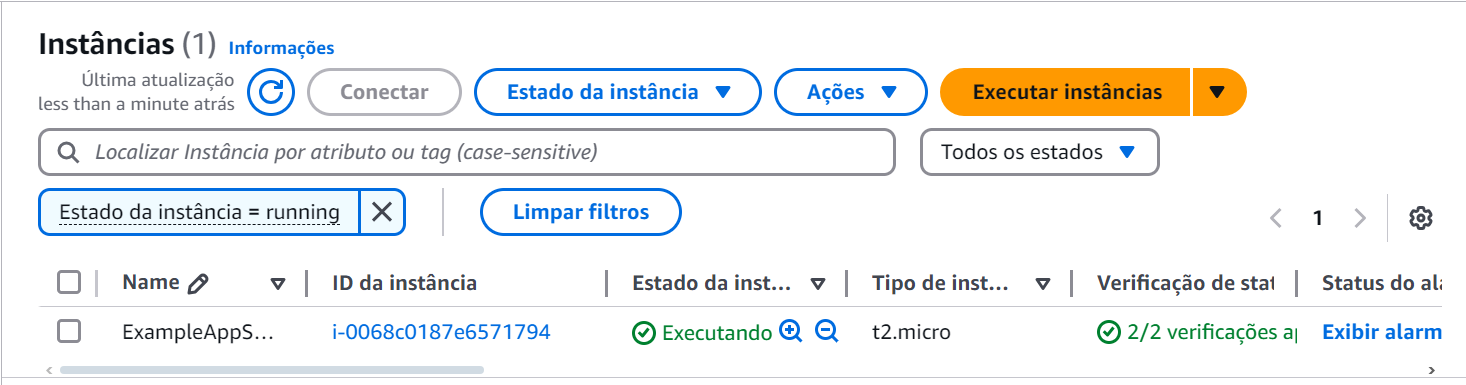 Instâncias (1) Informações
Última atualização
less than a minute atrás
Conectar
Estado da instância
Ações
Executar instâncias
Localizar Instância por atributo ou tag (case-sensitive)
Todos os estados
Estado da instância = running
Limpar filtros
1
Name ID da instância Estado da inst... Tipo de inst... Verificação de stat Status do ala
ExampleAppS... i-0068c0187e6571794 Executando t2.micro 2/2 verificações a Exibir alarm